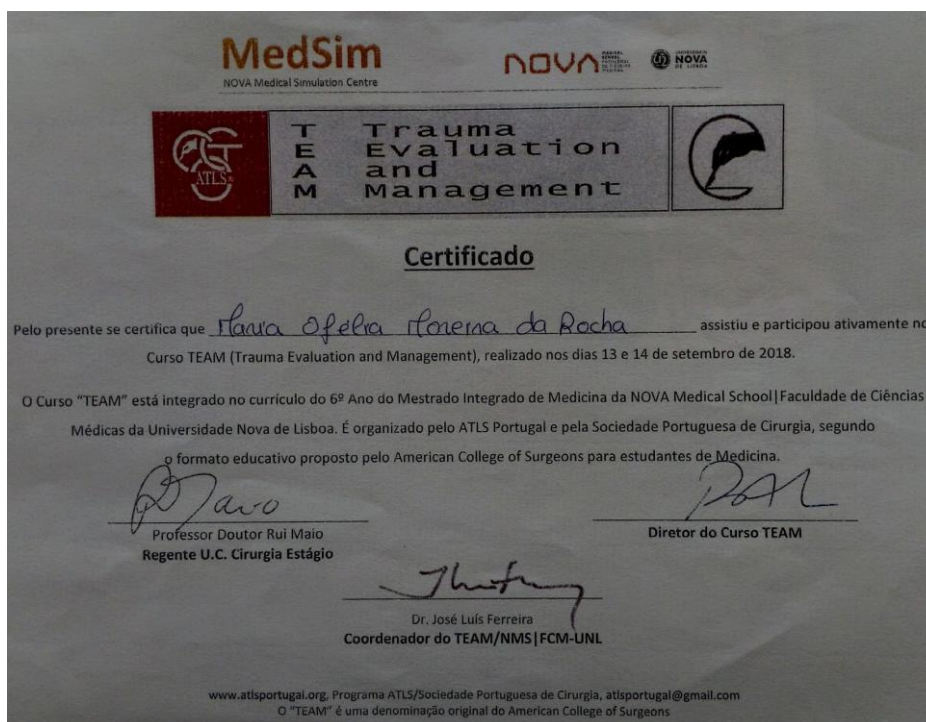 MedSim
NOVA Medical Simulation Centre
NOVA
UNIVERSIDADE NOVA DE LISBOA
ATLS
T Trauma
E Evaluation
A and
M Management
Certificado
Pelo presente se certifica que Maria Ofélia Moreira da Rocha assistiu e participou ativamente no
Curso TEAM (Trauma Evaluation and Management), realizado nos dias 13 e 14 de setembro de 2018.
O Curso "TEAM" está integrado no currículo do 6º Ano do Mestrado Integrado de Medicina da NOVA Medical School|Faculdade de Ciências
Médicas da Universidade Nova de Lisboa. É organizado pelo ATLS Portugal e pela Sociedade Portuguesa de Cirurgia, segundo
o formato educativo proposto pelo American College of Surgeons para estudantes de Medicina.
Professor Doutor Rui Maio
Regente U.C. Cirurgia Estágio
Diretor do Curso TEAM
Dr. José Luís Ferreira
Coordenador do TEAM/NMS|FCM-UNL
www.atlsportugal.org, Programa ATLS/Sociedade Portuguesa de Cirurgia, atlsportugal@gmail.com
O "TEAM" é uma denominação original do American College of Surgeons